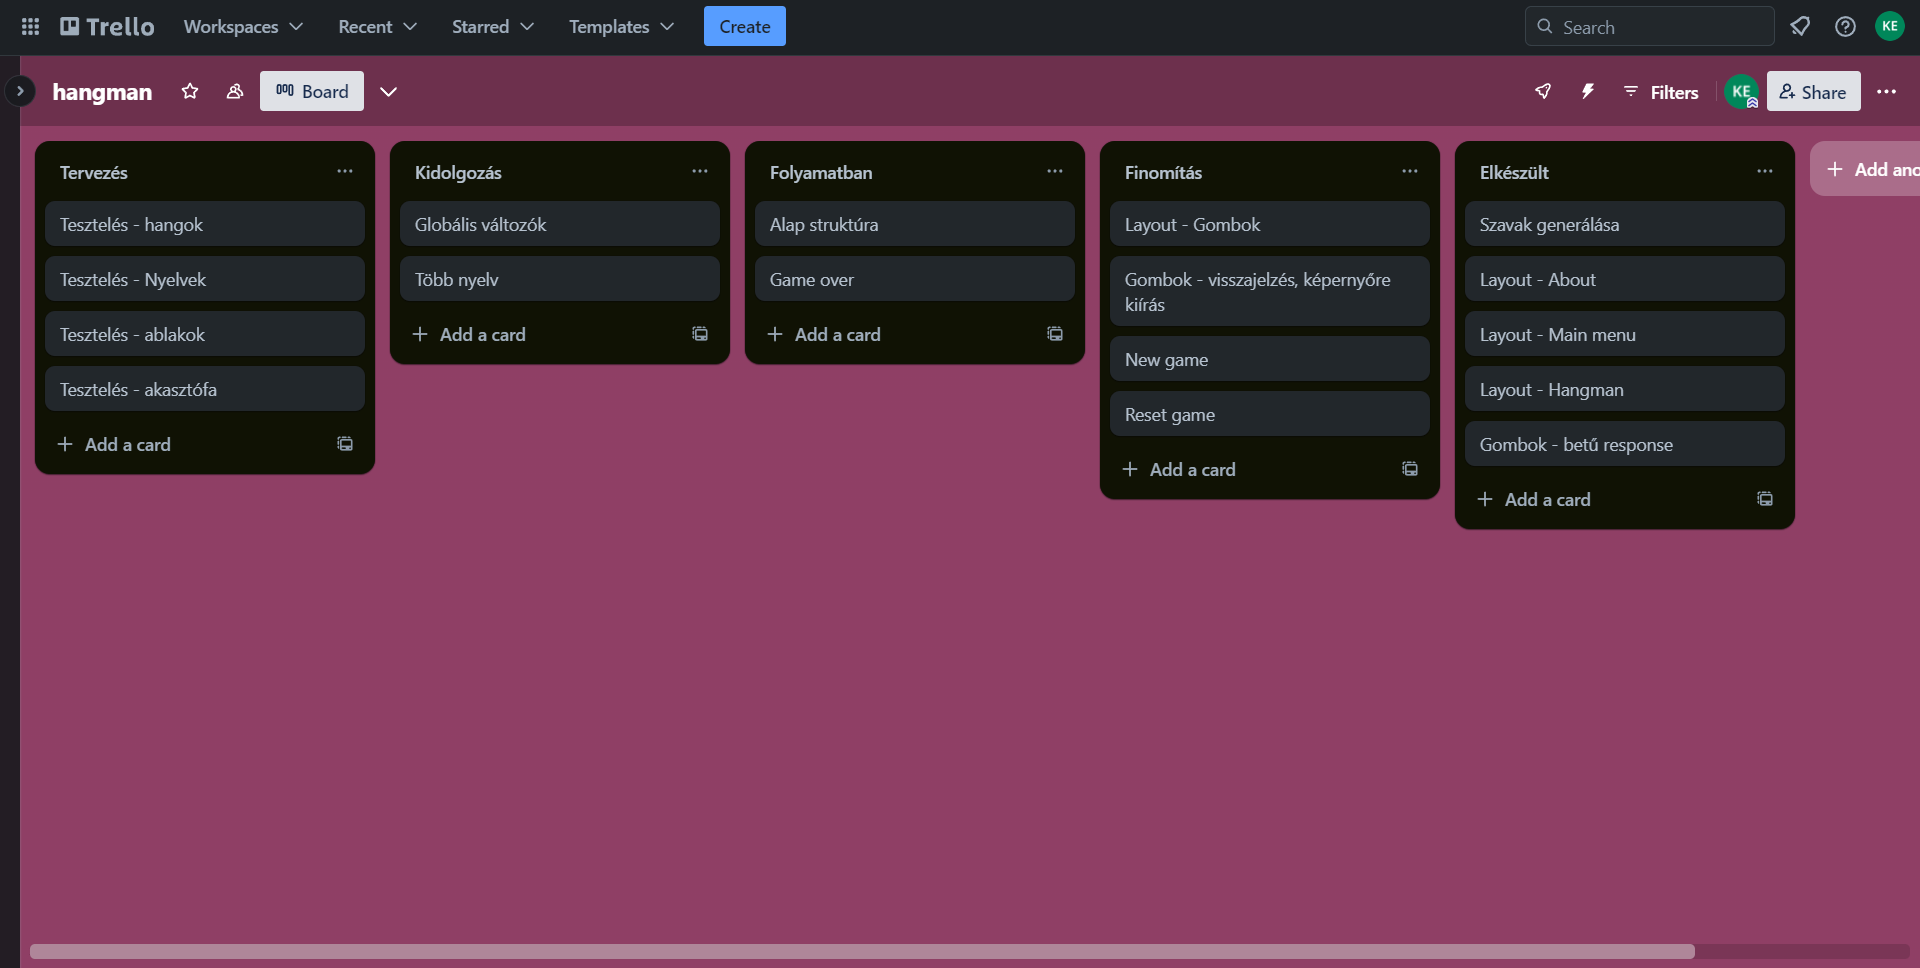 Trello
Workspaces
Recent
Starred
Templates
Create
Search
KE
hangman
Board
Filters
KE
Share
Tervezés
Tesztelés - hangok
Tesztelés - Nyelvek
Tesztelés - ablakok
Tesztelés - akasztófa
Add a card
Kidolgozás
Globális változók
Több nyelv
Add a card
Folyamatban
Alap struktúra
Game over
Add a card
Finomítás
Layout - Gombok
Gombok - visszajelzés, képernyőre
kiírás
New game
Reset game
Add a card
Elkészült
Szavak generálása
Layout - About
Layout - Main menu
Layout - Hangman
Gombok - betű response
Add a card
Add ano